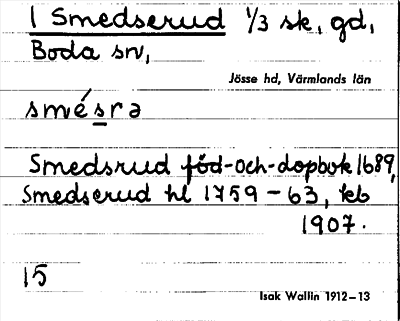 1 Smedserud 1/3 sk, gd,
Boda sn,
Jösse hd, Värmlands län
smésrə
Smedsrud föd-och-dopbok 1689,
Smedserud hl 1759-63, kb
1907.
15
Isak Wallin 1912-13